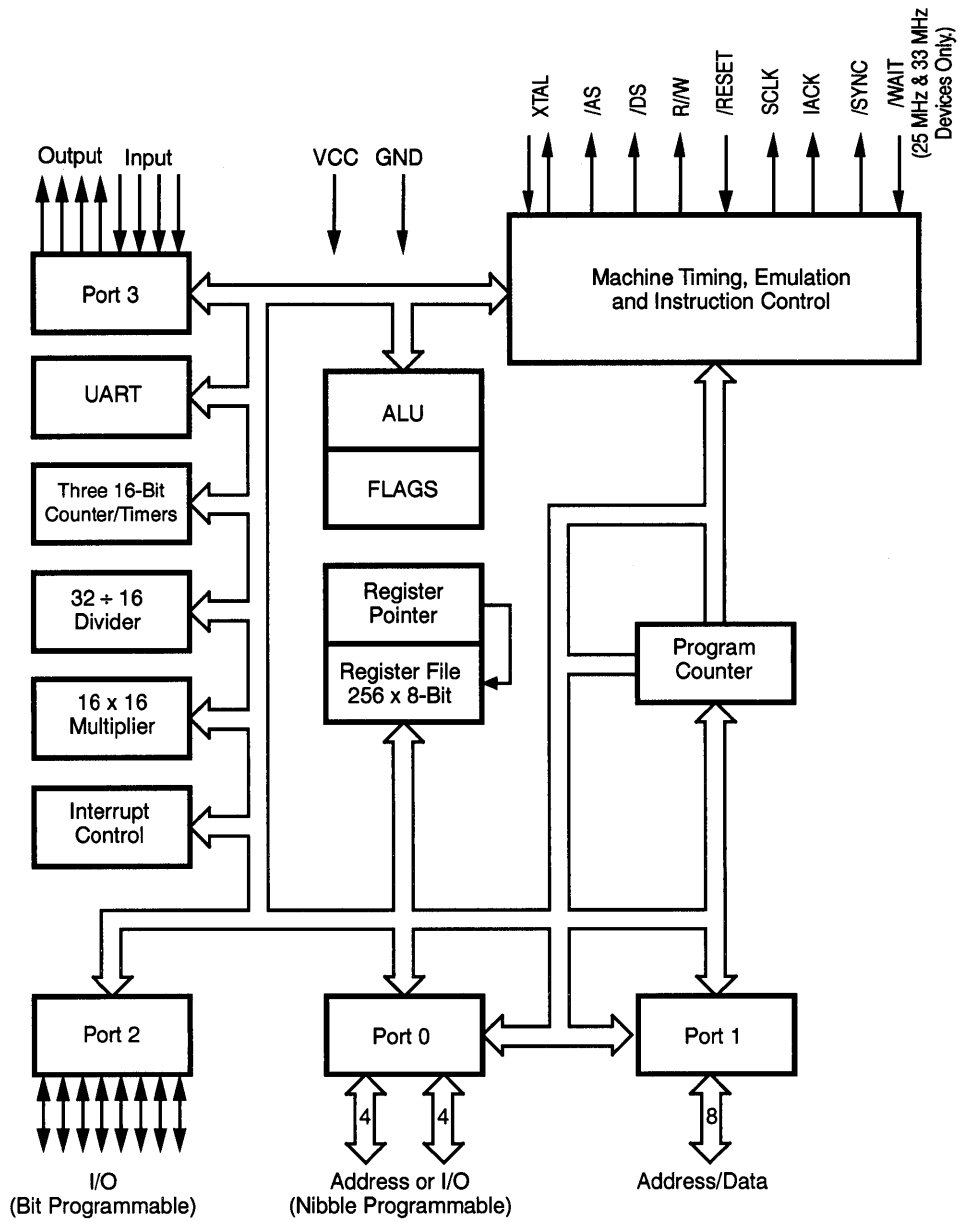 XTAL
/AS
/DS
R//W
/RESET
SCLK
IACK
/SYNC
/WAIT
(25 MHz & 33 MHz
Devices Only.)
Output
Input
VCC
GND
Port 3
Machine Timing, Emulation
and Instruction Control
UART
ALU
FLAGS
Three 16-Bit
Counter/Timers
32 ÷ 16
Divider
Register
Pointer
Register File
256 x 8-Bit
Program
Counter
16 x 16
Multiplier
Interrupt
Control
Port 2
Port 0
Port 1
4
4
8
I/O
(Bit Programmable)
Address or I/O
(Nibble Programmable)
Address/Data